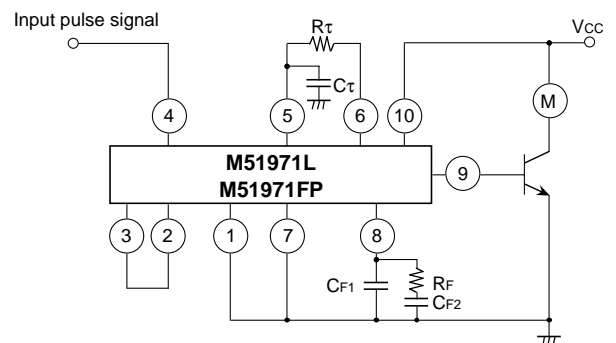 Input pulse signal
Rτ
VCC
Cτ
M
4
5
6
10
M51971L
M51971FP
9
3
2
1
7
8
CF1
RF
CF2